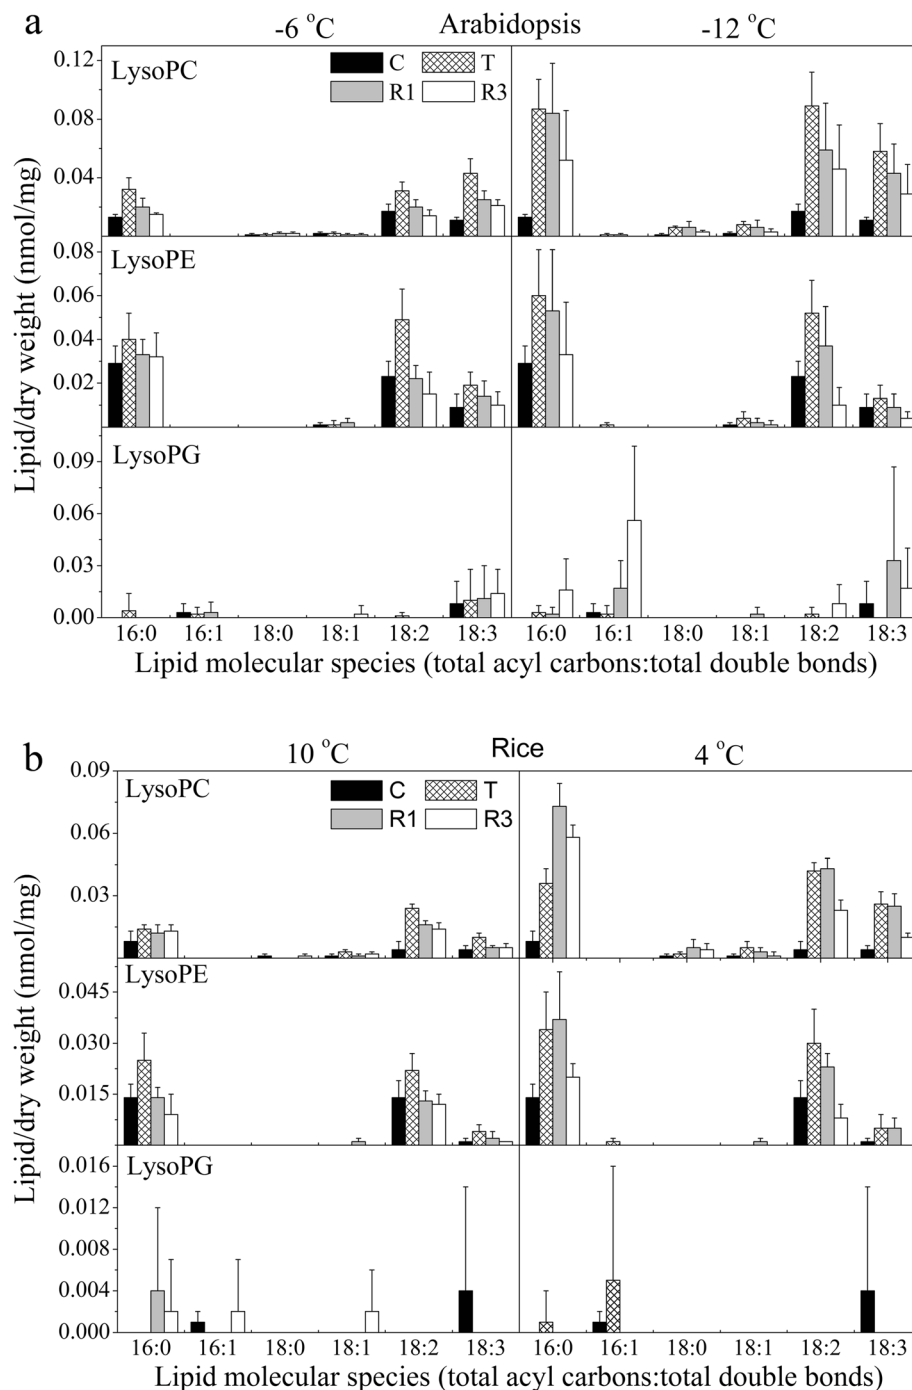 a
-6 °C
Arabidopsis
-12 °C
0.12
LysoPC
C
T
R1
R3
0.08
0.04
0.08
LysoPE
0.06
0.04
0.02
LysoPG
0.09
0.06
0.03
0.00
Lipid/dry weight (nmol/mg)
16:0 16:1 18:0 18:1 18:2 18:3 16:0 16:1 18:0 18:1 18:2 18:3
Lipid molecular species (total acyl carbons:total double bonds)
b
10 °C
Rice
4 °C
0.09
LysoPC
C
T
R1
R3
0.06
0.03
LysoPE
0.045
0.030
0.015
LysoPG
0.016
0.012
0.008
0.004
0.000
Lipid/dry weight (nmol/mg)
16:0 16:1 18:0 18:1 18:2 18:3 16:0 16:1 18:0 18:1 18:2 18:3
Lipid molecular species (total acyl carbons:total double bonds)